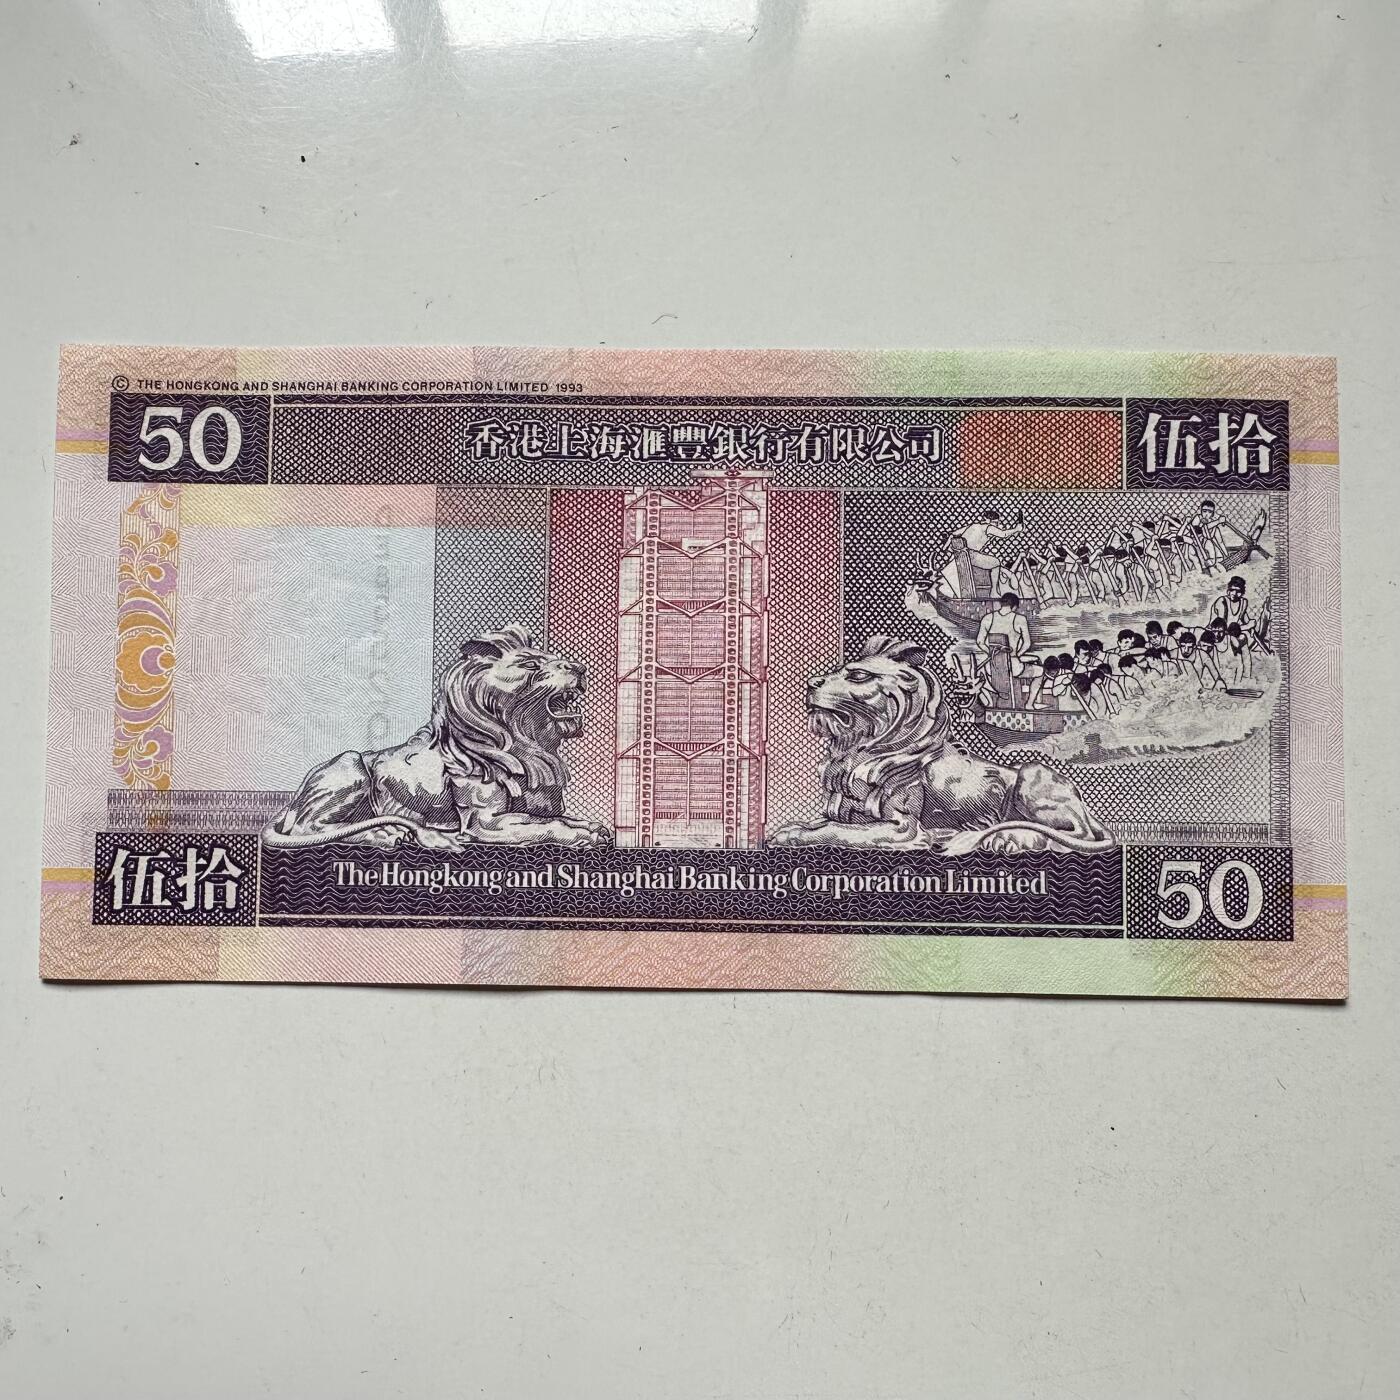 © THE HONGKONG AND SHANGHAI BANKING CORPORATION LIMITED 1993
50
香港上海滙豐銀行有限公司
伍拾
伍拾
The Hongkong and Shanghai Banking Corporation Limited
50